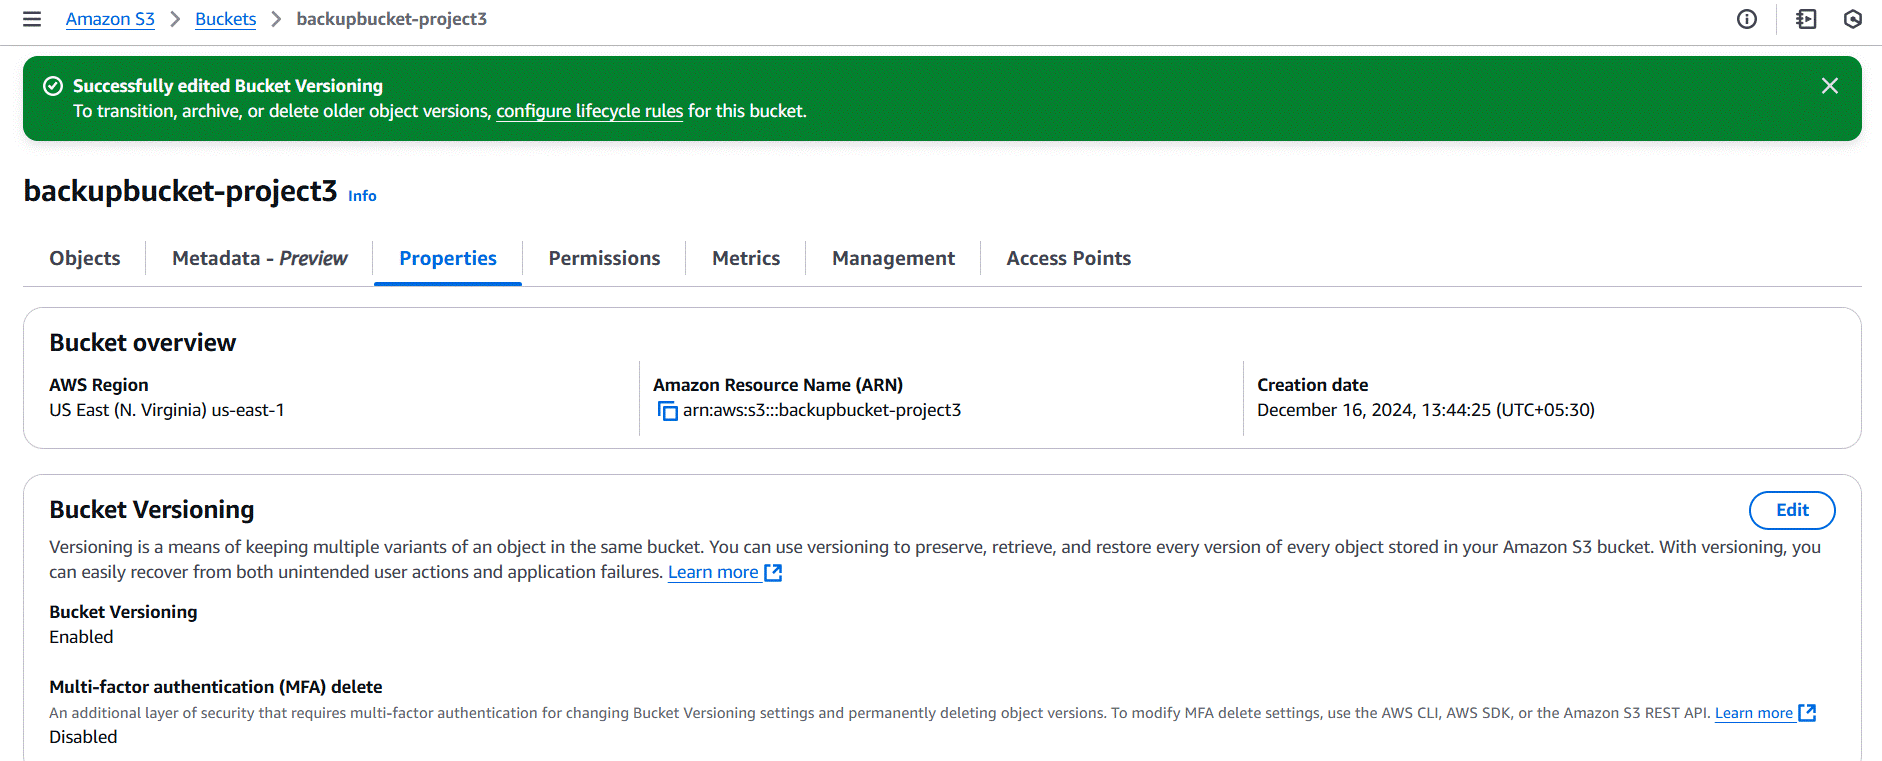 Amazon S3 > Buckets > backupbucket-project3
Successfully edited Bucket Versioning
To transition, archive, or delete older object versions, configure lifecycle rules for this bucket.
backupbucket-project3 Info
Objects Metadata - Preview Properties Permissions Metrics Management Access Points
Bucket overview
AWS Region
US East (N. Virginia) us-east-1
Amazon Resource Name (ARN)
arn:aws:s3:::backupbucket-project3
Creation date
December 16, 2024, 13:44:25 (UTC+05:30)
Bucket Versioning
Edit
Versioning is a means of keeping multiple variants of an object in the same bucket. You can use versioning to preserve, retrieve, and restore every version of every object stored in your Amazon S3 bucket. With versioning, you
can easily recover from both unintended user actions and application failures. Learn more
Bucket Versioning
Enabled
Multi-factor authentication (MFA) delete
An additional layer of security that requires multi-factor authentication for changing Bucket Versioning settings and permanently deleting object versions. To modify MFA delete settings, use the AWS CLI, AWS SDK, or the Amazon S3 REST API. Learn more
Disabled